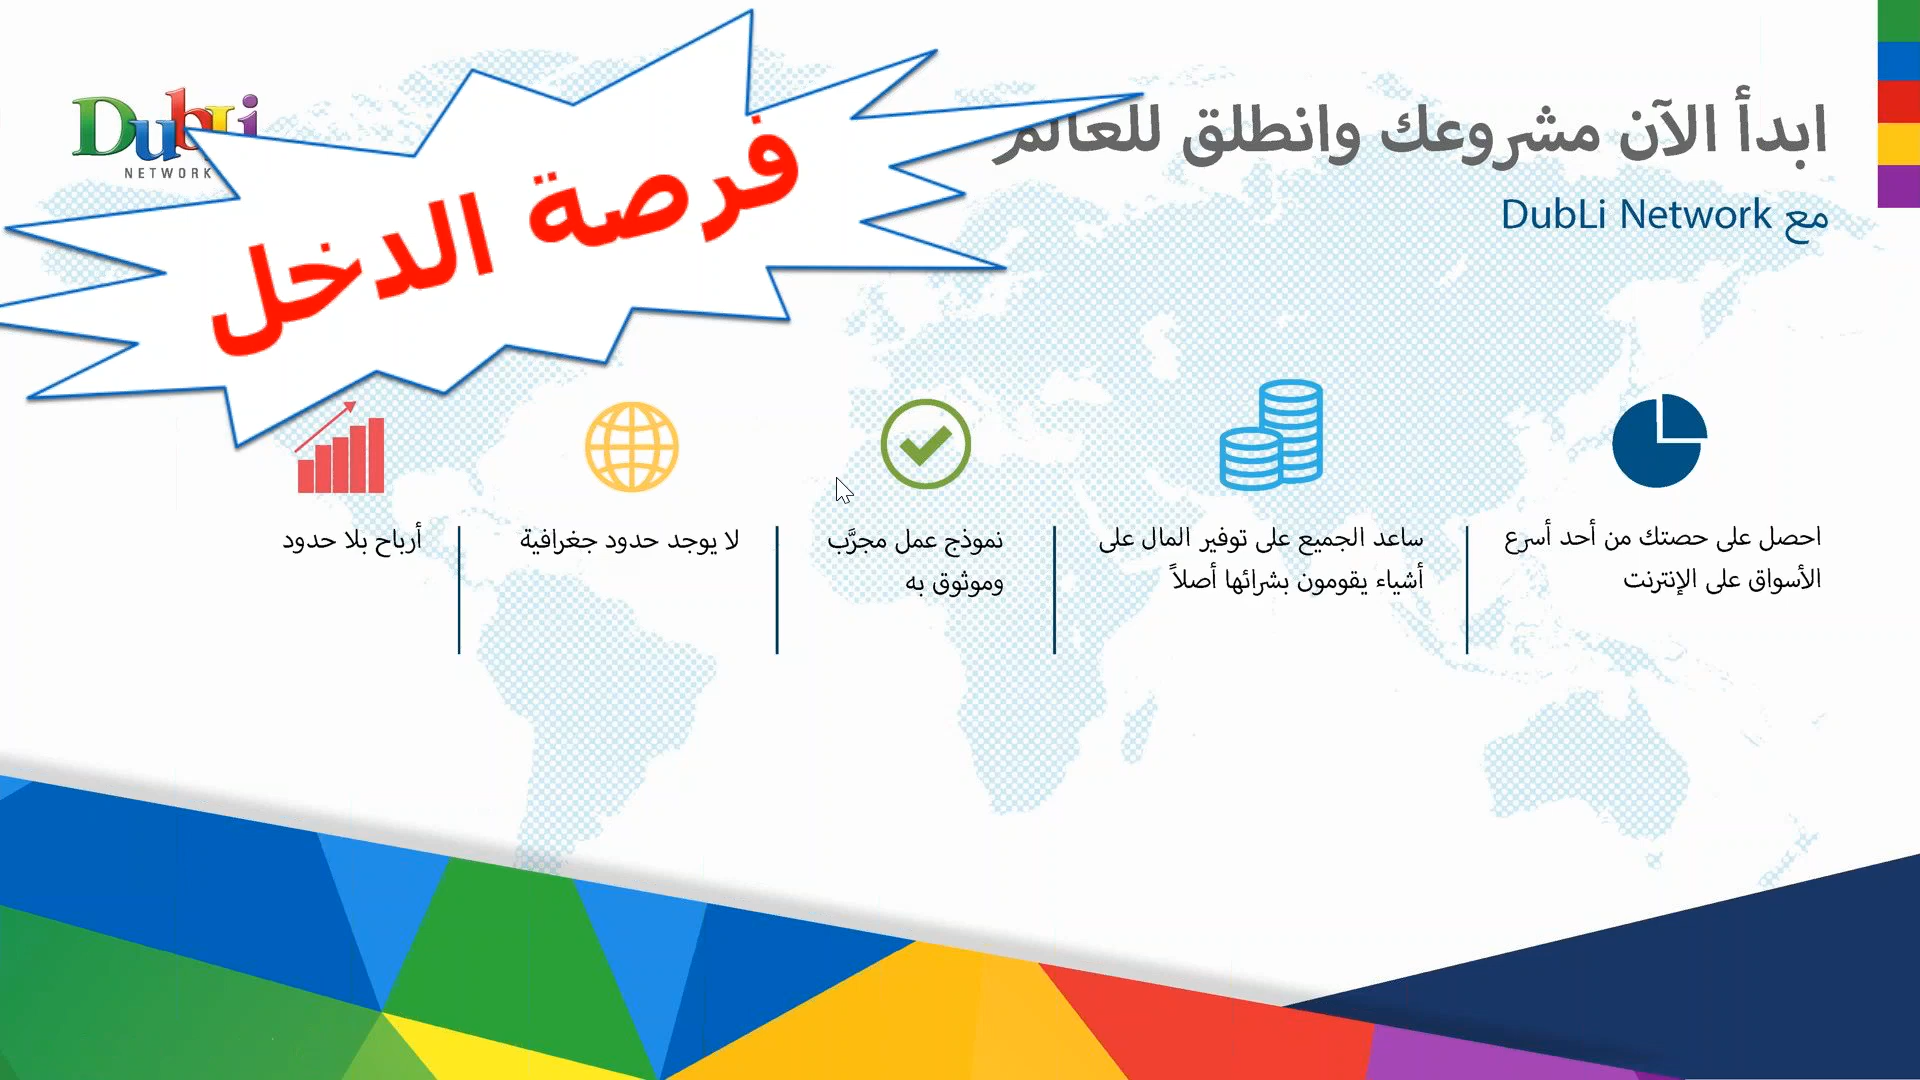 DubLi
NETWORK
فرصة الدخل
ابدأ الآن مشروعك وانطلق للعالم
مع DubLi Network
احصل على حصتك من أحد أسرع
الأسواق على الإنترنت
ساعد الجميع على توفير المال على
أشياء يقومون بشرائها أصلاً
نموذج عمل مجرَّب
وموثوق به
لا يوجد حدود جغرافية
أرباح بلا حدود